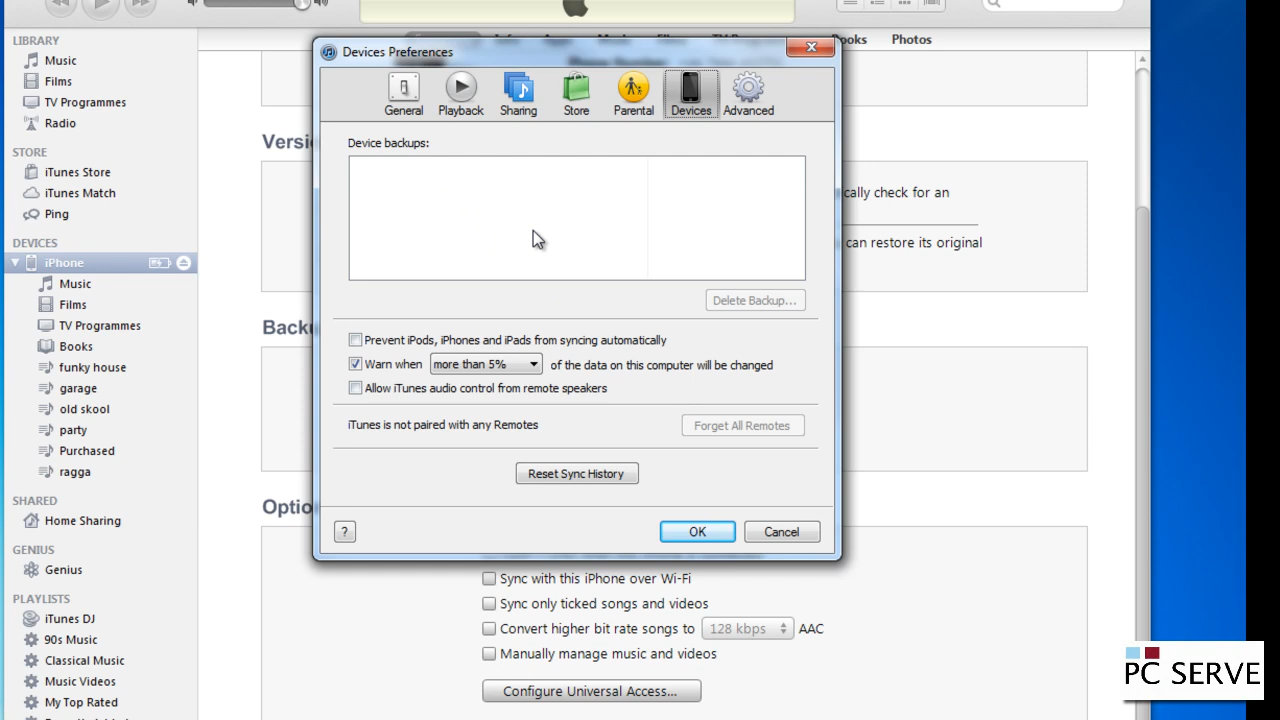 LIBRARY
Music
Films
TV Programmes
Radio
STORE
iTunes Store
iTunes Match
Ping
DEVICES
iPhone
Music
Films
TV Programmes
Books
funky house
garage
old skool
party
Purchased
ragga
SHARED
Home Sharing
GENIUS
Genius
PLAYLISTS
iTunes DJ
90s Music
Classical Music
Music Videos
My Top Rated
Books
Photos
Devices Preferences
General
Playback
Sharing
Store
Parental
Devices
Advanced
Device backups:
Delete Backup...
Prevent iPods, iPhones and iPads from syncing automatically
Warn when more than 5% of the data on this computer will be changed
Allow iTunes audio control from remote speakers
iTunes is not paired with any Remotes
Forget All Remotes
Reset Sync History
?
OK
Cancel
Versi
cally check for an
can restore its original
Backu
Optio
Sync with this iPhone over Wi-Fi
Sync only ticked songs and videos
Convert higher bit rate songs to 128 kbps AAC
Manually manage music and videos
Configure Universal Access...
PC SERVE